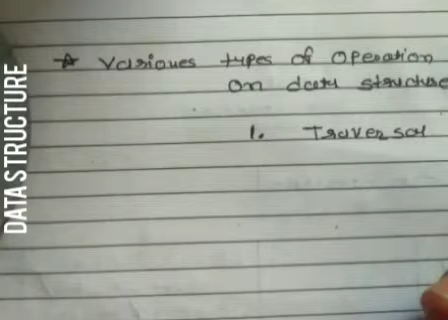 ☆ Varioues types of operation
on data structure
1. Traversal
DATA STRUCTURE